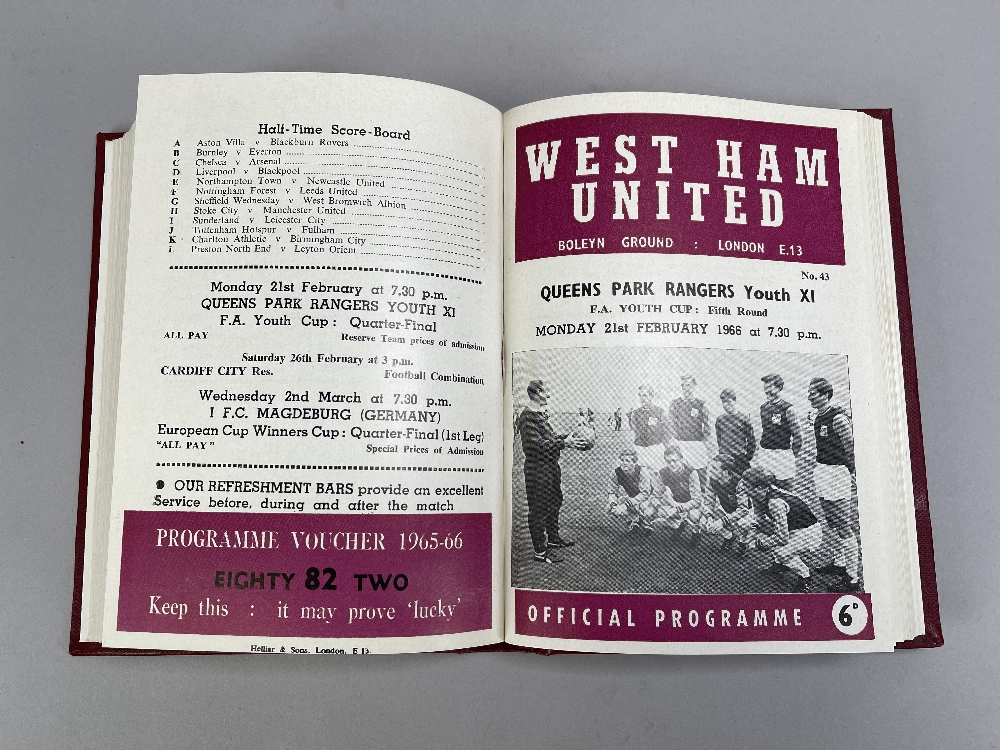 Half-Time Score-Board
A Aston Villa v Blackburn Rovers
B Burnley v Everton
C Chelsea v Arsenal
D Liverpool v Blackpool
E Northampton Town v Newcastle United
F Nottingham Forest v Leeds United
G Sheffield Wednesday v West Bromwich Albion
H Stoke City v Manchester United
I Sunderland v Leicester City
J Tottenham Hotspur v Fulham
K Charlton Athletic v Birmingham City
L Preston North End v Leyton Orient
Monday 21st February at 7.30 p.m.
QUEENS PARK RANGERS YOUTH XI
F.A. Youth Cup: Quarter-Final
ALL PAY Reserve Team prices of admission
Saturday 26th February at 3 p.m.
CARDIFF CITY Res. Football Combination
Wednesday 2nd March at 7.30 p.m.
I F.C. MAGDEBURG (GERMANY)
European Cup Winners Cup: Quarter-Final (1st Leg)
"ALL PAY" Special Prices of Admission
● OUR REFRESHMENT BARS provide an excellent
Service before, during and after the match
PROGRAMME VOUCHER 1965-66
EIGHTY 82 TWO
Keep this : it may prove 'lucky'
Helliar & Sons, London, E.13.
WEST HAM
UNITED
BOLEYN GROUND : LONDON E.13
No. 43
QUEENS PARK RANGERS Youth XI
F.A. YOUTH CUP: Fifth Round
MONDAY 21st FEBRUARY 1966 at 7.30 p.m.
OFFICIAL PROGRAMME 6D